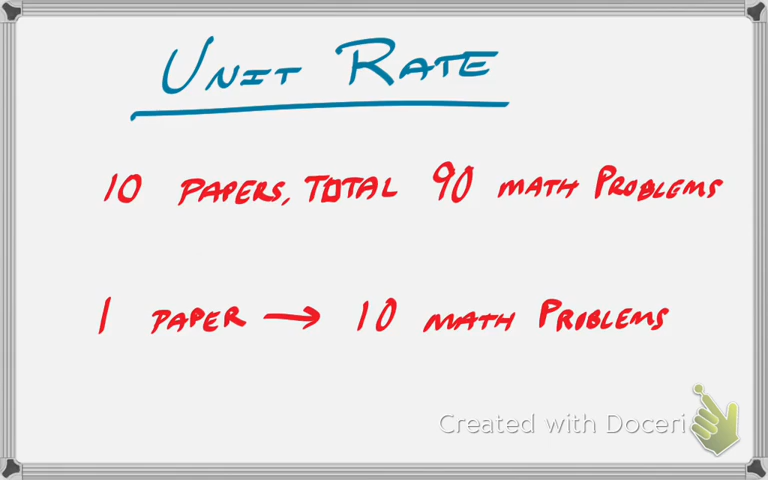 UNIT RATE
10 PAPERS, TOTAL 90 MATH PROBLEMS
1 PAPER → 10 MATH PROBLEMS
Created with Doceri